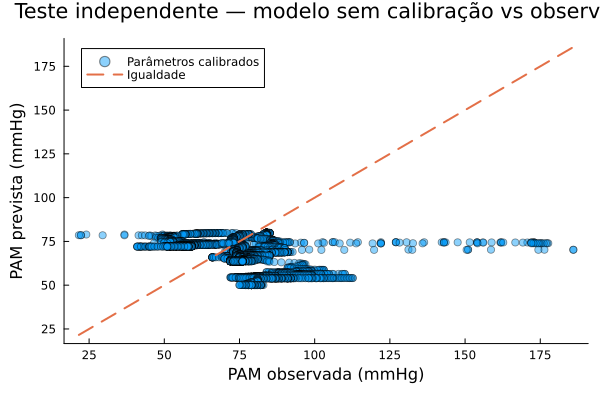 Teste independente — modelo sem calibração vs observ
Parâmetros calibrados
Igualdade
PAM prevista (mmHg)
175
150
125
100
75
50
25
25 50 75 100 125 150 175
PAM observada (mmHg)